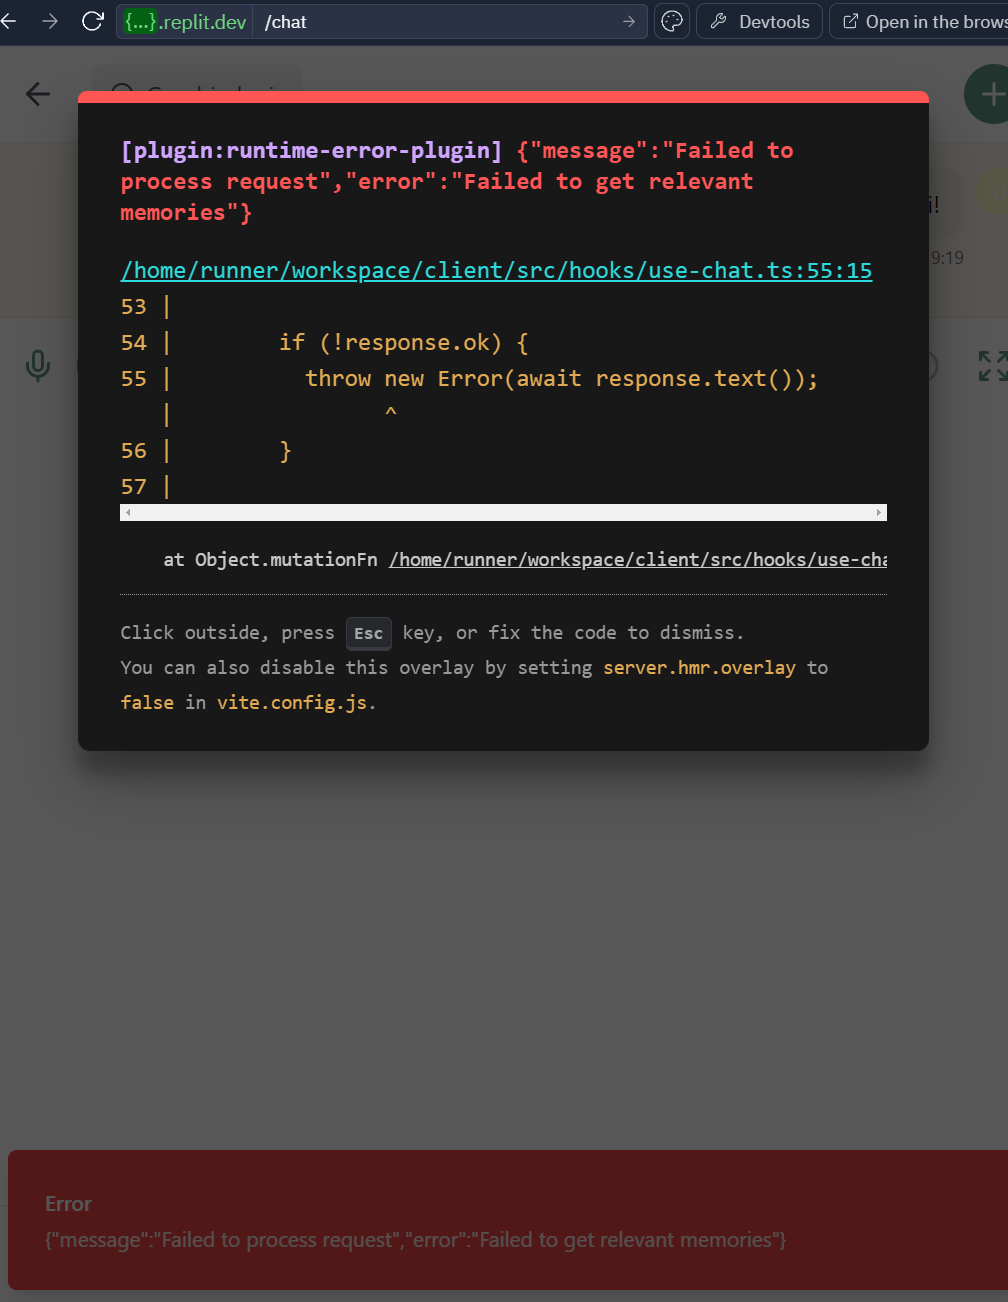 {...}.replit.dev /chat → Devtools Open in the brows
[plugin:runtime-error-plugin] {"message":"Failed to
process request","error":"Failed to get relevant
memories"}
i!
/home/runner/workspace/client/src/hooks/use-chat.ts:55:15
9:19
53 |
54 |        if (!response.ok) {
55 |          throw new Error(await response.text());
   |                ^
56 |        }
57 |
at Object.mutationFn /home/runner/workspace/client/src/hooks/use-cha
Click outside, press Esc key, or fix the code to dismiss.
You can also disable this overlay by setting server.hmr.overlay to
false in vite.config.js.
Error
{"message":"Failed to process request","error":"Failed to get relevant memories"}